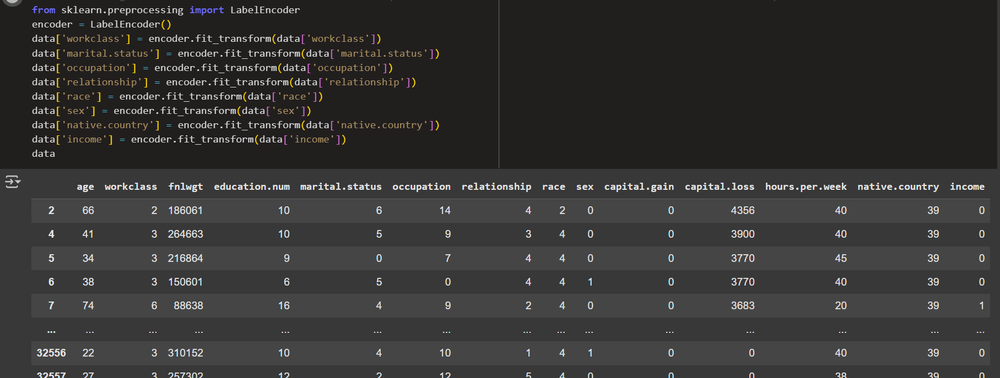 from sklearn.preprocessing import LabelEncoder
encoder = LabelEncoder()
data['workclass'] = encoder.fit_transform(data['workclass'])
data['marital.status'] = encoder.fit_transform(data['marital.status'])
data['occupation'] = encoder.fit_transform(data['occupation'])
data['relationship'] = encoder.fit_transform(data['relationship'])
data['race'] = encoder.fit_transform(data['race'])
data['sex'] = encoder.fit_transform(data['sex'])
data['native.country'] = encoder.fit_transform(data['native.country'])
data['income'] = encoder.fit_transform(data['income'])
data
age workclass fnlwgt education.num marital.status occupation relationship race sex capital.gain capital.loss hours.per.week native.country income
2 66 2 186061 10 6 14 4 2 0 0 4356 40 39 0
4 41 3 264663 10 5 9 3 4 0 0 3900 40 39 0
5 34 3 216864 9 0 7 4 4 0 0 3770 45 39 0
6 38 3 150601 6 5 0 4 4 1 0 3770 40 39 0
7 74 6 88638 16 4 9 2 4 0 0 3683 20 39 1
... ... ... ... ... ... ... ... ... ... ... ... ... ... ...
32556 22 3 310152 10 4 10 1 4 1 0 0 40 39 0
32557 27 3 257302 12 2 12 5 4 0 0 0 38 39 0